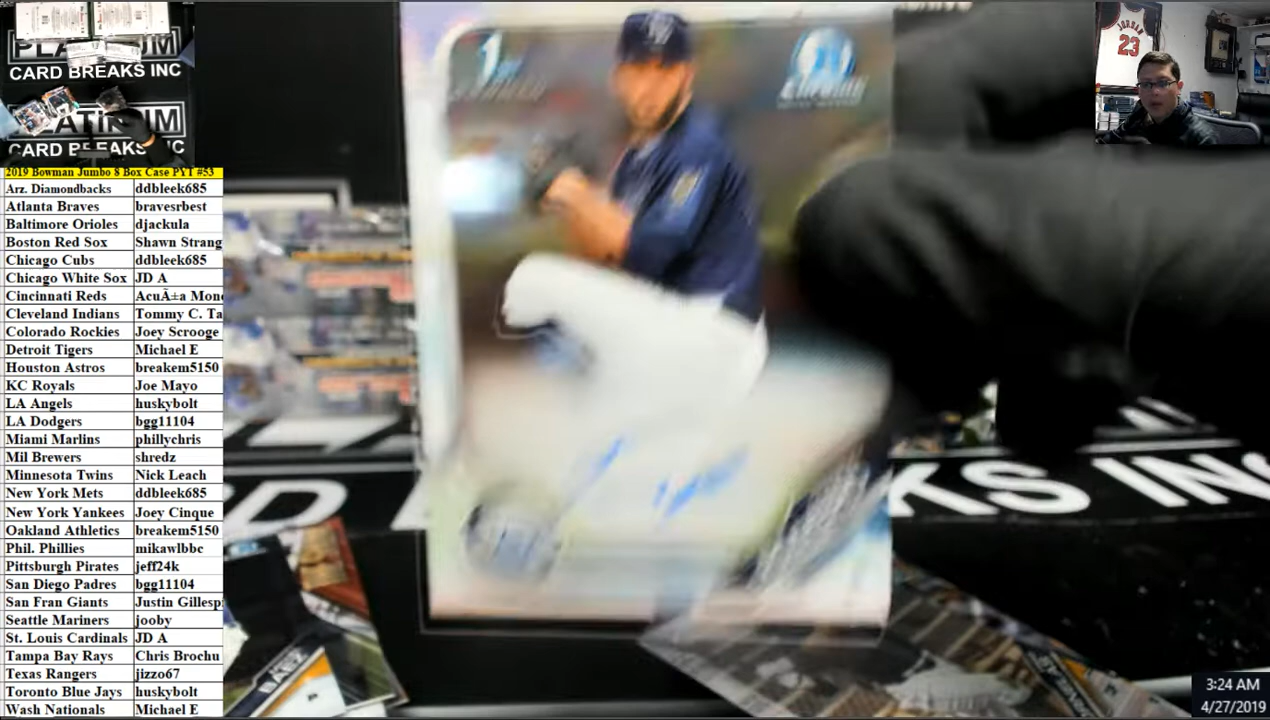 PLATINUM
CARD BREAKS INC
PLATINUM
CARD BREAKS INC
2019 Bowman Jumbo 8 Box Case PYT #53
Arz. Diamondbacks ddbleek685
Atlanta Braves bravesrbest
Baltimore Orioles djackula
Boston Red Sox Shawn Strang
Chicago Cubs ddbleek685
Chicago White Sox JD A
Cincinnati Reds AcuÃ±a Mon
Cleveland Indians Tommy C. Ta
Colorado Rockies Joey Scrooge
Detroit Tigers Michael E
Houston Astros breakem5150
KC Royals Joe Mayo
LA Angels huskybolt
LA Dodgers bgg11104
Miami Marlins phillychris
Mil Brewers shredz
Minnesota Twins Nick Leach
New York Mets ddbleek685
New York Yankees Joey Cinque
Oakland Athletics breakem5150
Phil. Phillies mikawlbbc
Pittsburgh Pirates jeff24k
San Diego Padres bgg11104
San Fran Giants Justin Gillesp
Seattle Mariners jooby
St. Louis Cardinals JD A
Tampa Bay Rays Chris Brochu
Texas Rangers jizzo67
Toronto Blue Jays huskybolt
Wash Nationals Michael E
1st
JORDAN
23
D
KS INC
BAEZ
3:24 AM
4/27/2019